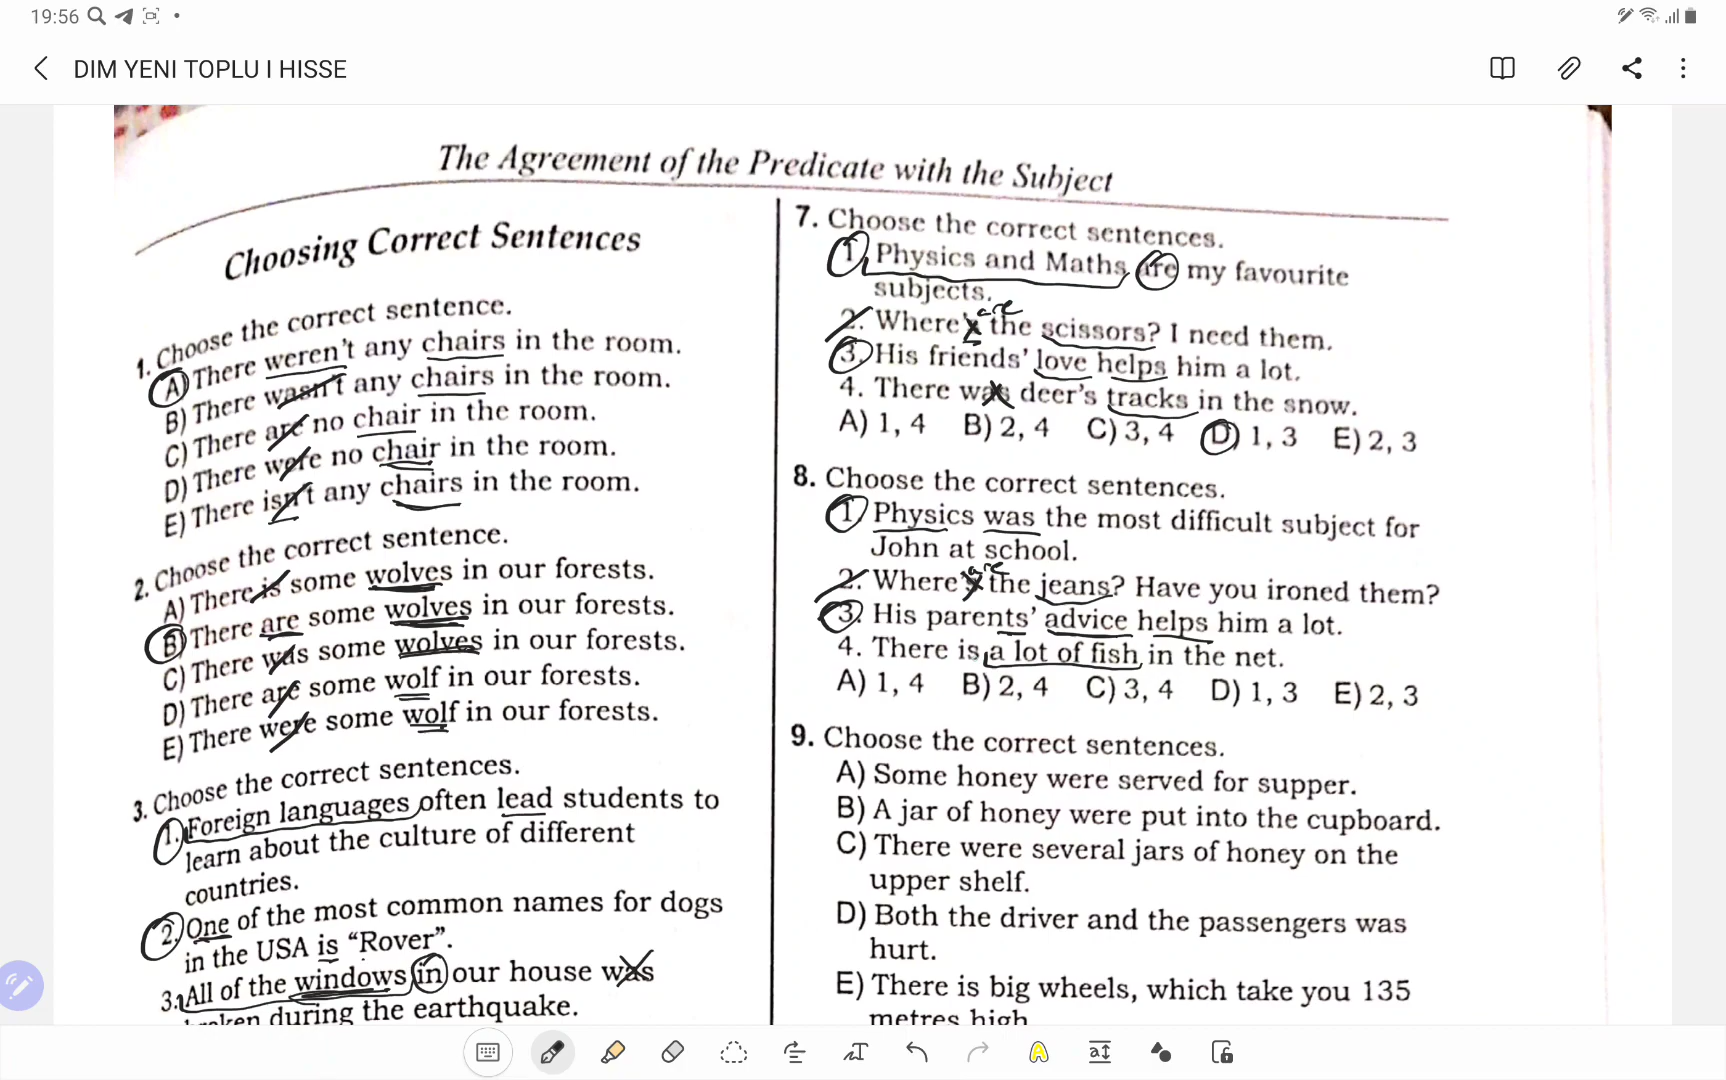 19:56
DIM YENI TOPLU I HISSE
The Agreement of the Predicate with the Subject
Choosing Correct Sentences
1. Choose the correct sentence.
A) There weren't any chairs in the room.
B) There wasn't any chairs in the room.
C) There are no chair in the room.
D) There were no chair in the room.
E) There isn't any chairs in the room.
2. Choose the correct sentence.
A) There is some wolves in our forests.
B) There are some wolves in our forests.
C) There was some wolves in our forests.
D) There are some wolf in our forests.
E) There were some wolf in our forests.
3. Choose the correct sentences.
1. Foreign languages often lead students to
learn about the culture of different
countries.
2. One of the most common names for dogs
in the USA is “Rover”.
3. All of the windows in our house was
during the earthquake.
7. Choose the correct sentences.
1. Physics and Maths are my favourite
subjects.
are
2. Where's the scissors? I need them.
3. His friends' love helps him a lot.
4. There was deer's tracks in the snow.
A) 1, 4 B) 2, 4 C) 3, 4 D) 1, 3 E) 2, 3
8. Choose the correct sentences.
1. Physics was the most difficult subject for
John at school.
are
2. Where's the jeans? Have you ironed them?
3. His parents' advice helps him a lot.
4. There is a lot of fish in the net.
A) 1, 4 B) 2, 4 C) 3, 4 D) 1, 3 E) 2, 3
9. Choose the correct sentences.
A) Some honey were served for supper.
B) A jar of honey were put into the cupboard.
C) There were several jars of honey on the
upper shelf.
D) Both the driver and the passengers was
hurt.
E) There is big wheels, which take you 135
metres high